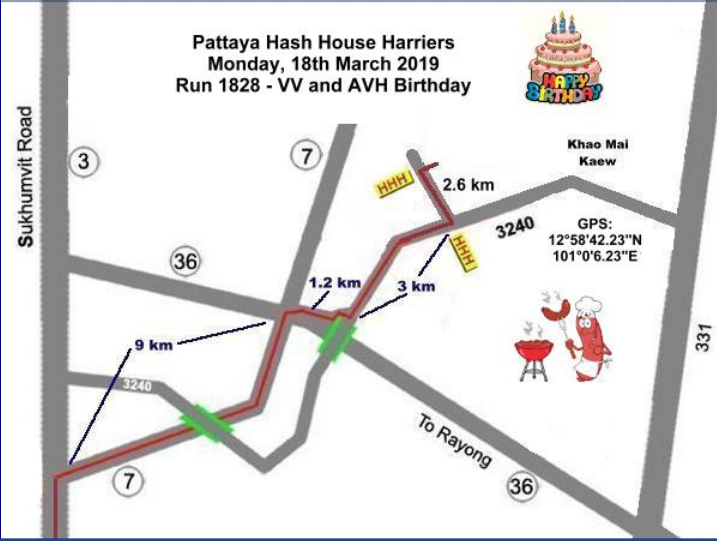 Pattaya Hash House Harriers
Monday, 18th March 2019
Run 1828 - VV and AVH Birthday
HAPPY
BIRTHDAY
Sukhumvit Road
3
7
HHH
2.6 km
Khao Mai
Kaew
3240
HHH
GPS:
12°58'42.23"N
101°0'6.23"E
36
1.2 km
3 km
9 km
3240
331
To Rayong
7
36